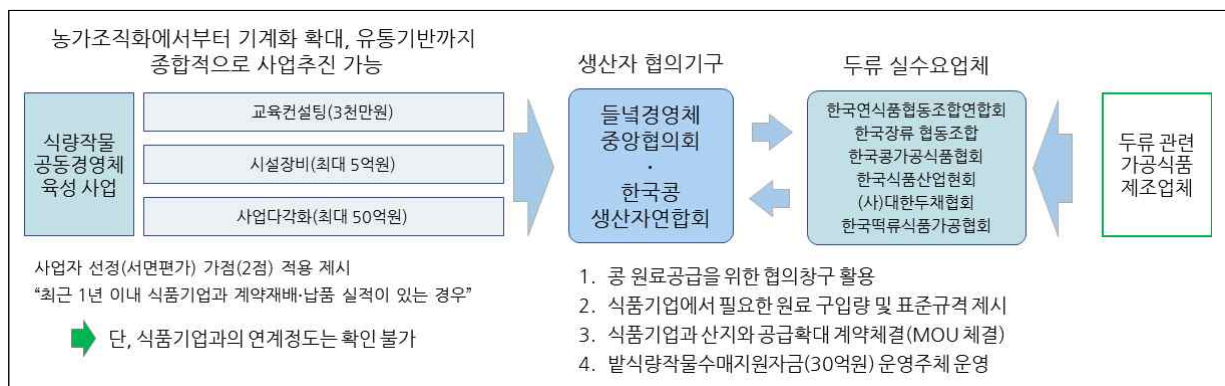 농가조직화에서부터 기계화 확대, 유통기반까지
종합적으로 사업추진 가능
식량작물
공동경영체
육성 사업
교육컨설팅(3천만원)
시설장비(최대 5억원)
사업다각화(최대 50억원)
사업자 선정(서면평가) 가점(2점) 적용 제시
“최근 1년 이내 식품기업과 계약재배·납품 실적이 있는 경우”
단, 식품기업과의 연계정도는 확인 불가
생산자 협의기구
들녘경영체
중앙협의회
·
한국콩
생산자연합회
두류 실수요업체
한국연식품협동조합연합회
한국장류 협동조합
한국콩가공식품협회
한국식품산업현회
(사)대한두채협회
한국떡류식품가공협회
두류 관련
가공식품
제조업체
1. 콩 원료공급을 위한 협의창구 활용
2. 식품기업에서 필요한 원료 구입량 및 표준규격 제시
3. 식품기업과 산지와 공급확대 계약체결(MOU 체결)
4. 밭식량작물수매지원자금(30억원) 운영주체 운영